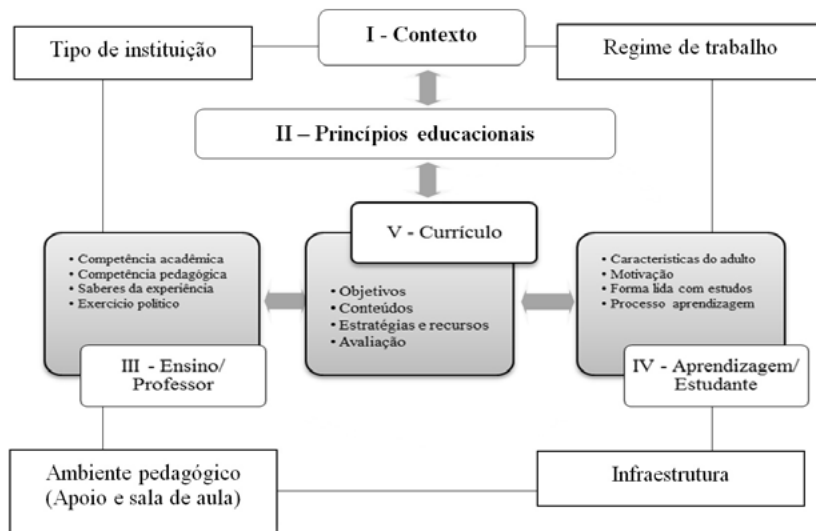 I - Contexto
Tipo de instituição
Regime de trabalho
II – Princípios educacionais
V - Currículo
• Competência acadêmica
• Competência pedagógica
• Saberes da experiência
• Exercício político
III - Ensino/
Professor
• Objetivos
• Conteúdos
• Estratégias e recursos
• Avaliação
• Características do adulto
• Motivação
• Forma lida com estudos
• Processo aprendizagem
IV - Aprendizagem/
Estudante
Ambiente pedagógico
(Apoio e sala de aula)
Infraestrutura